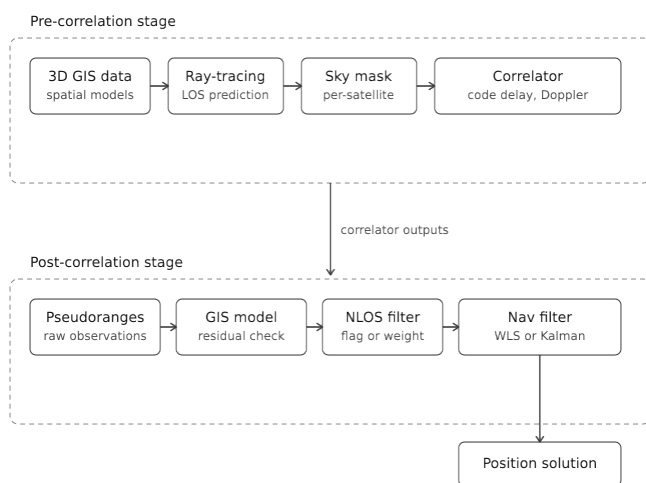 Pre-correlation stage
3D GIS data
spatial models
Ray-tracing
LOS prediction
Sky mask
per-satellite
Correlator
code delay, Doppler
correlator outputs
Post-correlation stage
Pseudoranges
raw observations
GIS model
residual check
NLOS filter
flag or weight
Nav filter
WLS or Kalman
Position solution